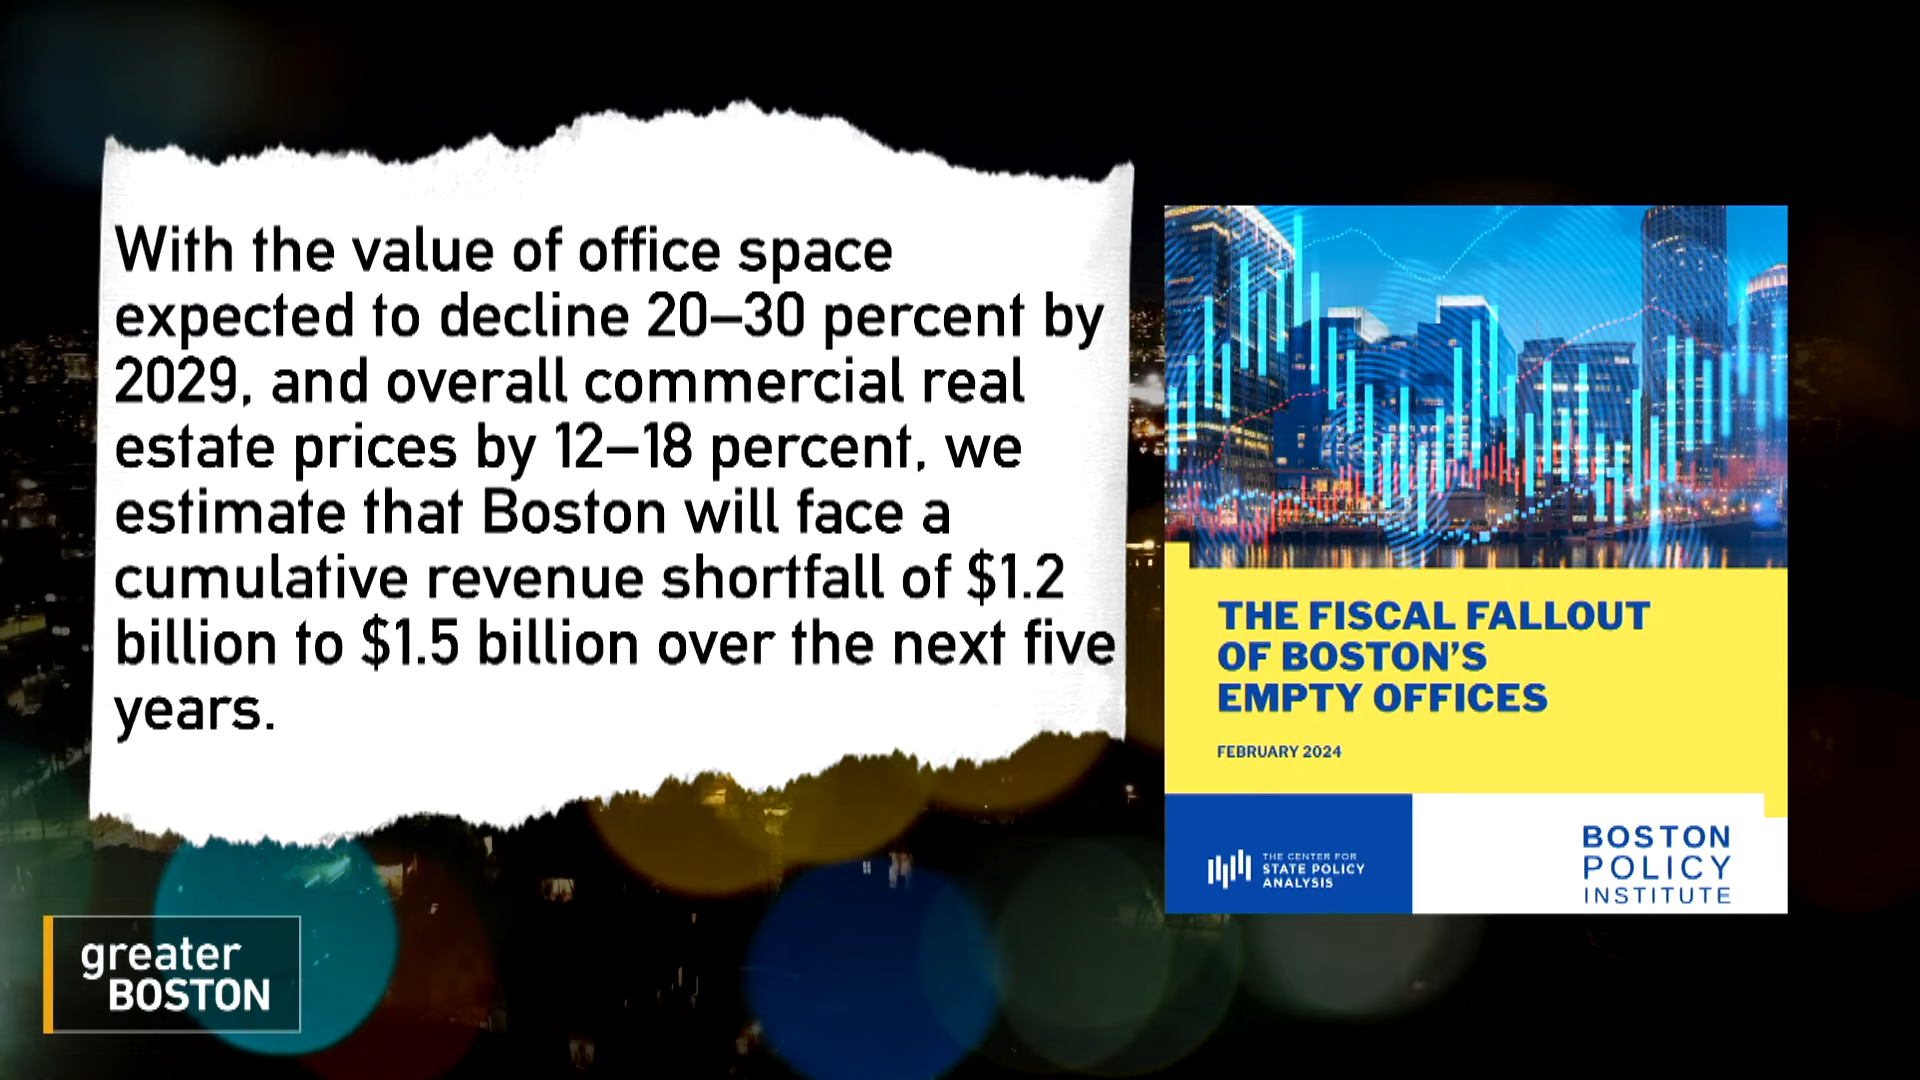 With the value of office space
expected to decline 20–30 percent by
2029, and overall commercial real
estate prices by 12–18 percent, we
estimate that Boston will face a
cumulative revenue shortfall of $1.2
billion to $1.5 billion over the next five
years.
THE FISCAL FALLOUT
OF BOSTON'S
EMPTY OFFICES
FEBRUARY 2024
THE CENTER FOR
STATE POLICY
ANALYSIS
BOSTON
POLICY
INSTITUTE
greater
BOSTON